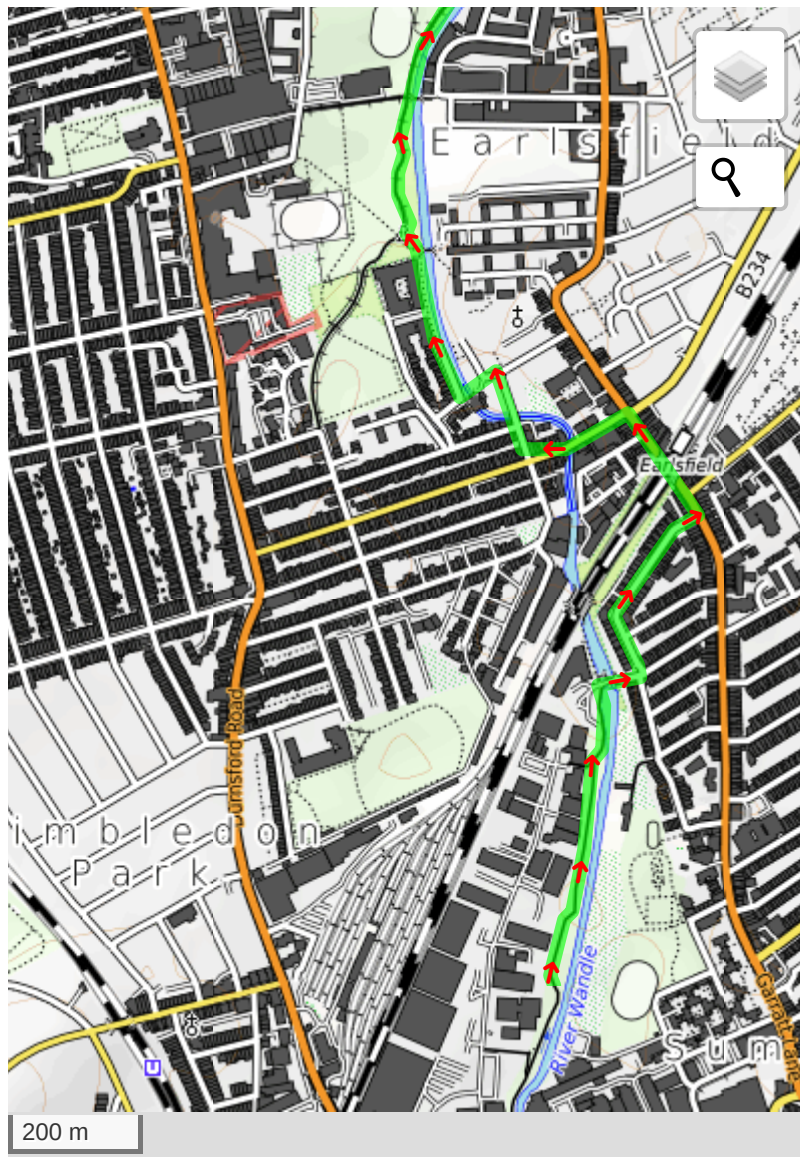 Earlsfield
B234
Earlsfield
Durnsford Road
imbledon
Park
River Wandle
Garratt Lane
Sum
200 m